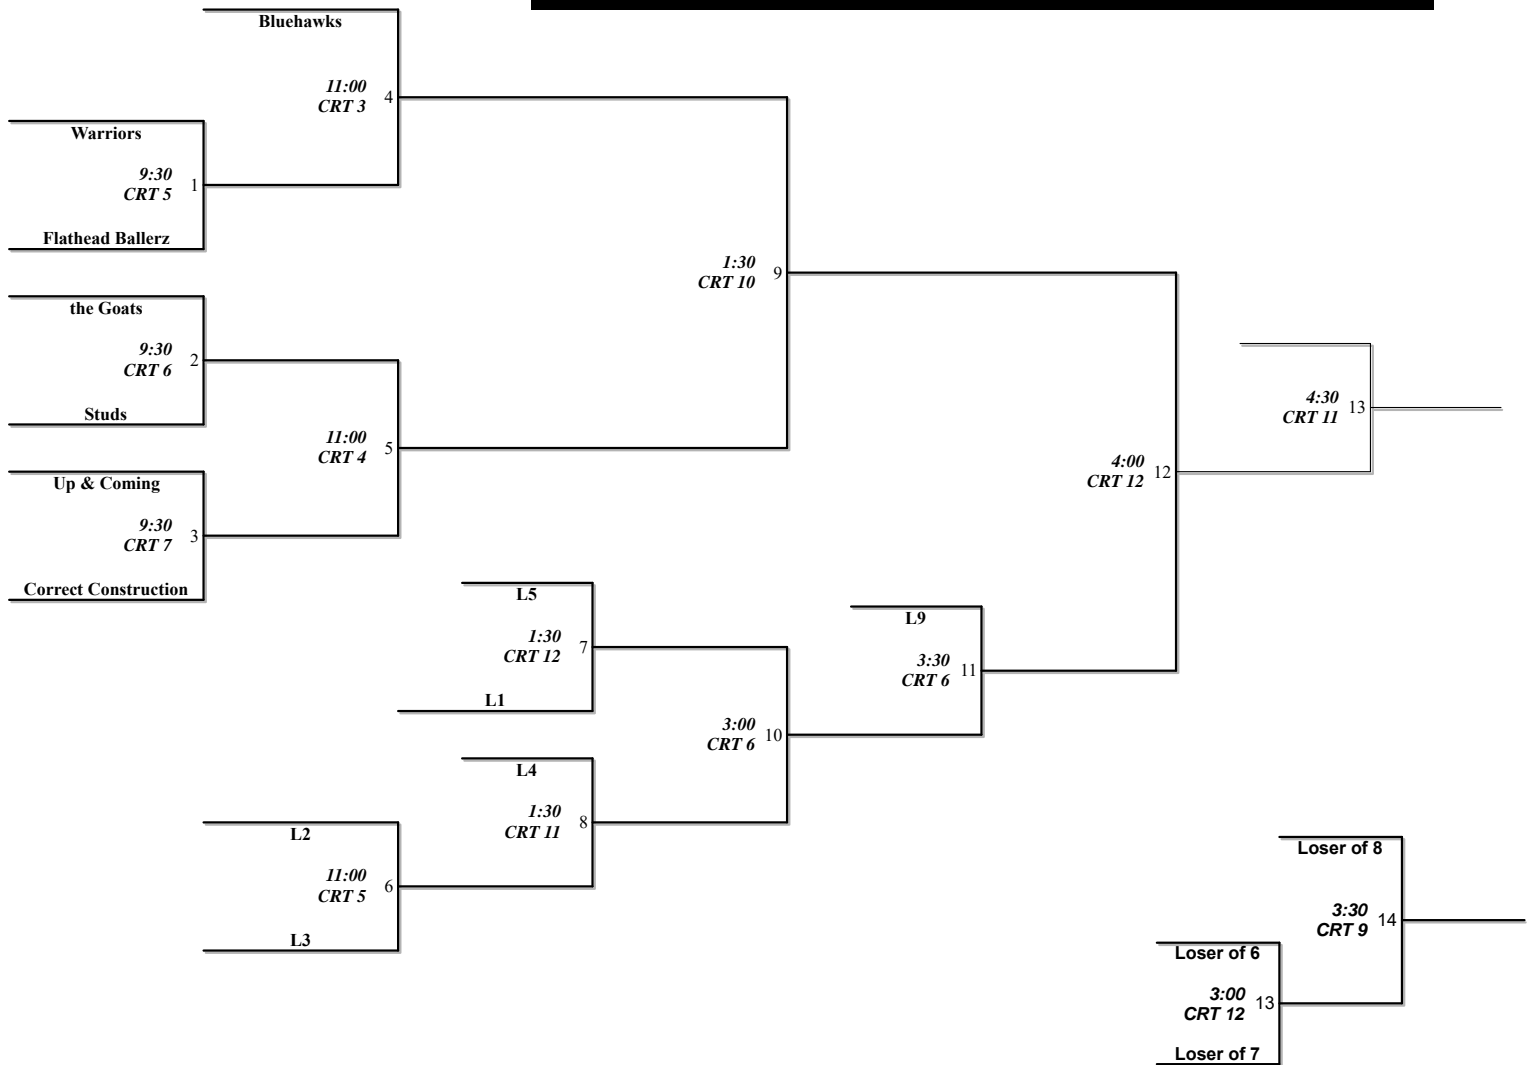 Bluehawks
11:00
CRT 3
4
Warriors
9:30
CRT 5
1
Flathead Ballerz
the Goats
9:30
CRT 6
2
Studs
11:00
CRT 4
5
Up & Coming
9:30
CRT 7
3
Correct Construction
1:30
CRT 10
9
4:30
CRT 11
13
4:00
CRT 12
12
L5
1:30
CRT 12
7
L1
L9
3:30
CRT 6
11
3:00
CRT 6
10
L4
1:30
CRT 11
8
L2
11:00
CRT 5
6
L3
Loser of 8
3:30
CRT 9
14
Loser of 6
3:00
CRT 12
13
Loser of 7